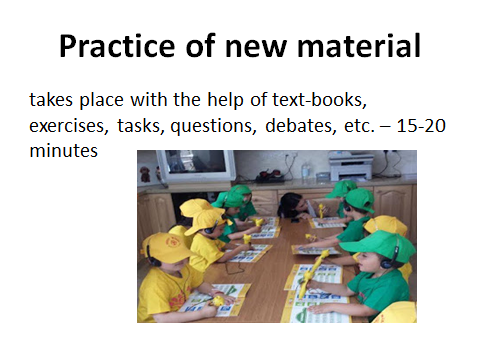 Practice of new material
takes place with the help of text-books,
exercises, tasks, questions, debates, etc. – 15-20
minutes